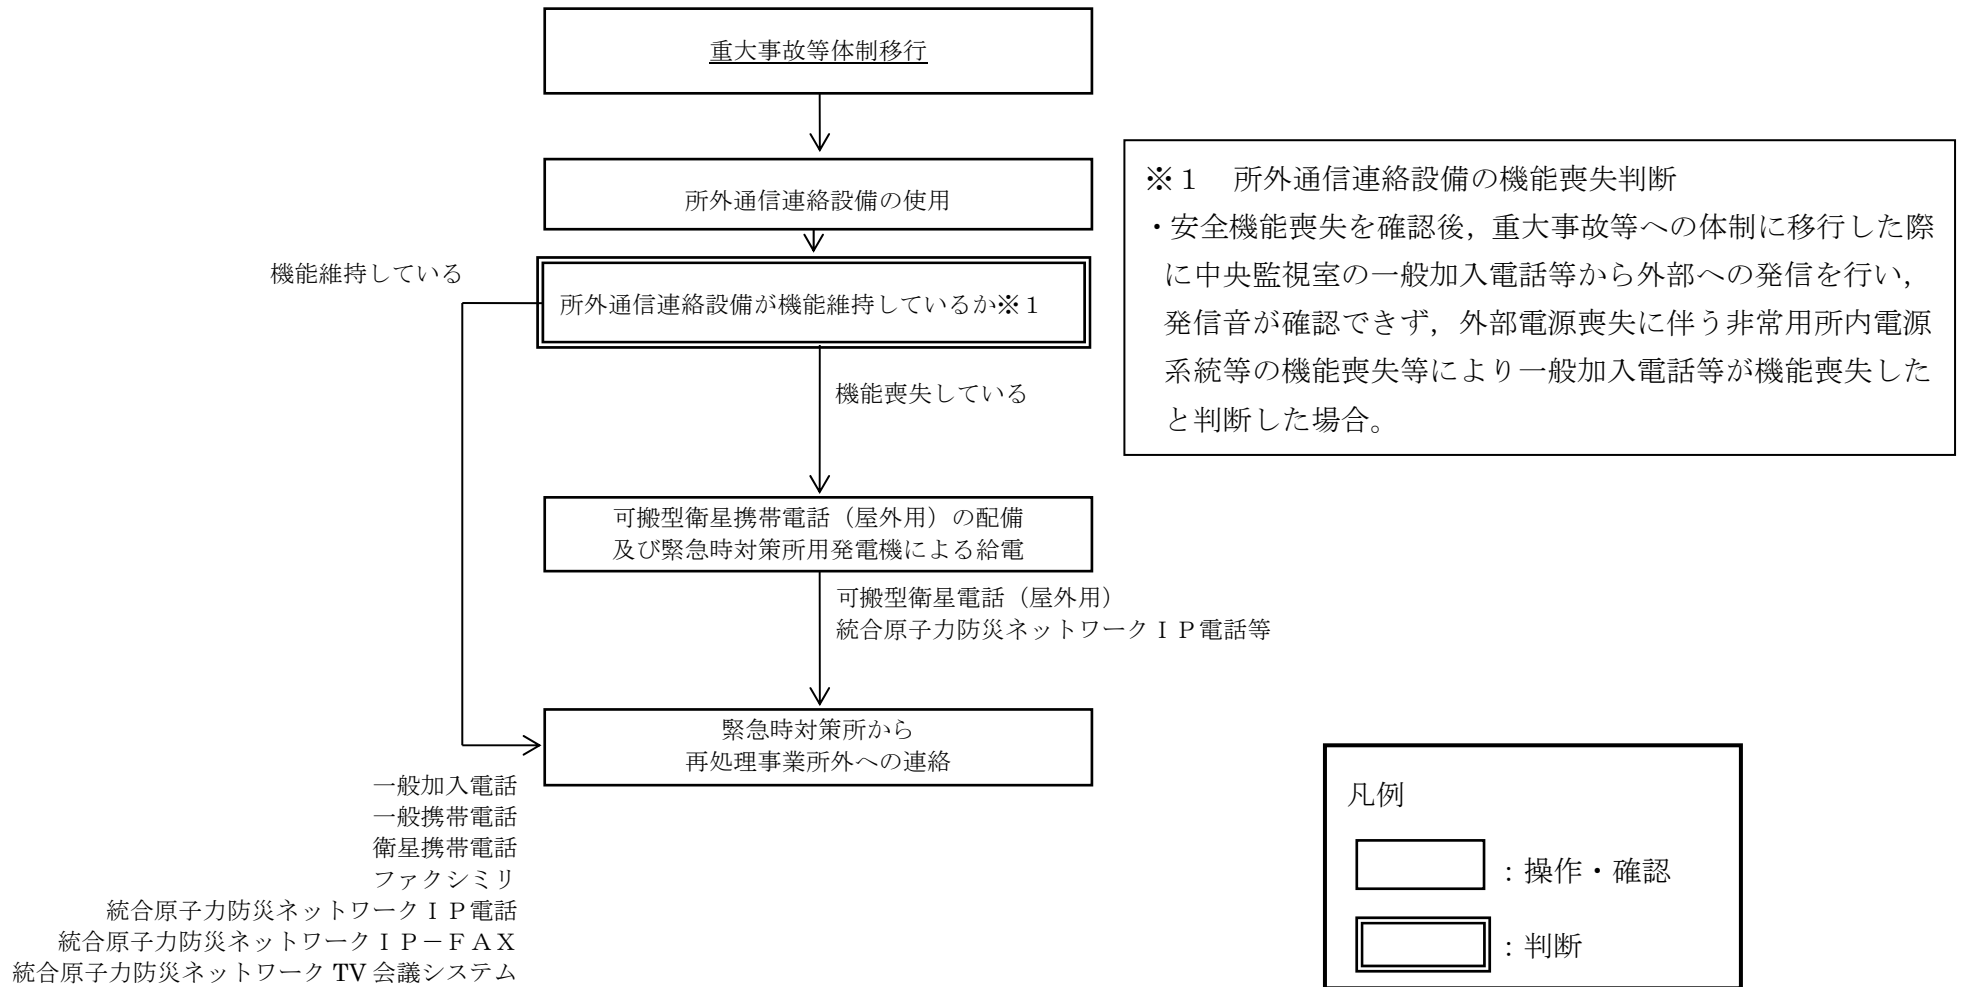 重大事故等体制移行
所外通信連絡設備の使用
機能維持している
所外通信連絡設備が機能維持しているか※１
機能喪失している
可搬型衛星携帯電話（屋外用）の配備
及び緊急時対策所用発電機による給電
可搬型衛星電話（屋外用）
統合原子力防災ネットワークＩＰ電話等
緊急時対策所から
再処理事業所外への連絡
一般加入電話
一般携帯電話
衛星携帯電話
ファクシミリ
統合原子力防災ネットワークＩＰ電話
統合原子力防災ネットワークＩＰ－ＦＡＸ
統合原子力防災ネットワーク TV 会議システム
※１　所外通信連絡設備の機能喪失判断
・安全機能喪失を確認後，重大事故等への体制に移行した際
に中央監視室の一般加入電話等から外部への発信を行い，
発信音が確認できず，外部電源喪失に伴う非常用所内電源
系統等の機能喪失等により一般加入電話等が機能喪失した
と判断した場合。
凡例
：操作・確認
：判断